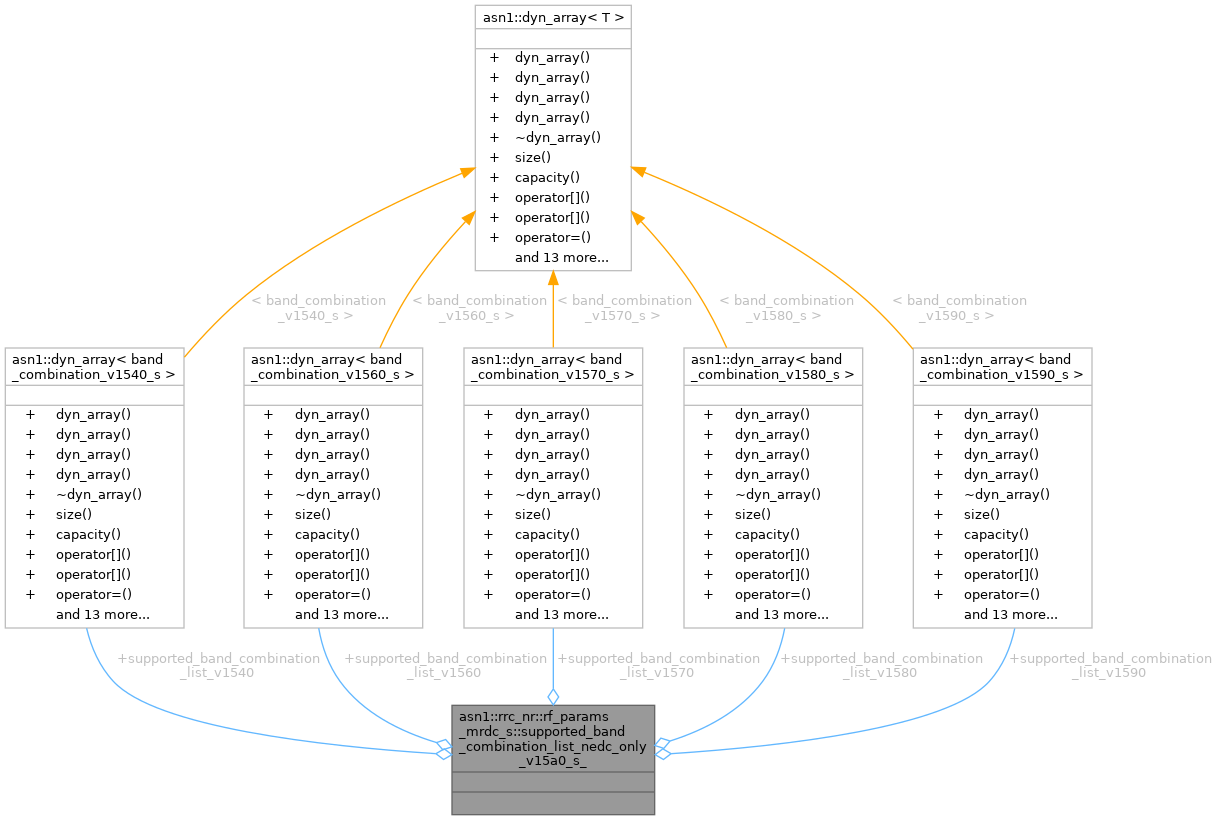 asn1::dyn_array< T >
+ dyn_array()
+ dyn_array()
+ dyn_array()
+ dyn_array()
+ ~dyn_array()
+ size()
+ capacity()
+ operator[]()
+ operator[]()
+ operator=()
and 13 more...
< band_combination
_v1540_s >
< band_combination
_v1560_s >
< band_combination
_v1570_s >
< band_combination
_v1580_s >
< band_combination
_v1590_s >
asn1::dyn_array< band
_combination_v1540_s >
+ dyn_array()
+ dyn_array()
+ dyn_array()
+ dyn_array()
+ ~dyn_array()
+ size()
+ capacity()
+ operator[]()
+ operator[]()
+ operator=()
and 13 more...
asn1::dyn_array< band
_combination_v1560_s >
+ dyn_array()
+ dyn_array()
+ dyn_array()
+ dyn_array()
+ ~dyn_array()
+ size()
+ capacity()
+ operator[]()
+ operator[]()
+ operator=()
and 13 more...
asn1::dyn_array< band
_combination_v1570_s >
+ dyn_array()
+ dyn_array()
+ dyn_array()
+ dyn_array()
+ ~dyn_array()
+ size()
+ capacity()
+ operator[]()
+ operator[]()
+ operator=()
and 13 more...
asn1::dyn_array< band
_combination_v1580_s >
+ dyn_array()
+ dyn_array()
+ dyn_array()
+ dyn_array()
+ ~dyn_array()
+ size()
+ capacity()
+ operator[]()
+ operator[]()
+ operator=()
and 13 more...
asn1::dyn_array< band
_combination_v1590_s >
+ dyn_array()
+ dyn_array()
+ dyn_array()
+ dyn_array()
+ ~dyn_array()
+ size()
+ capacity()
+ operator[]()
+ operator[]()
+ operator=()
and 13 more...
+supported_band_combination
_list_v1540
+supported_band_combination
_list_v1560
+supported_band_combination
_list_v1570
+supported_band_combination
_list_v1580
+supported_band_combination
_list_v1590
asn1::rrc_nr::rf_params
_mrdc_s::supported_band
_combination_list_nedc_only
_v15a0_s_